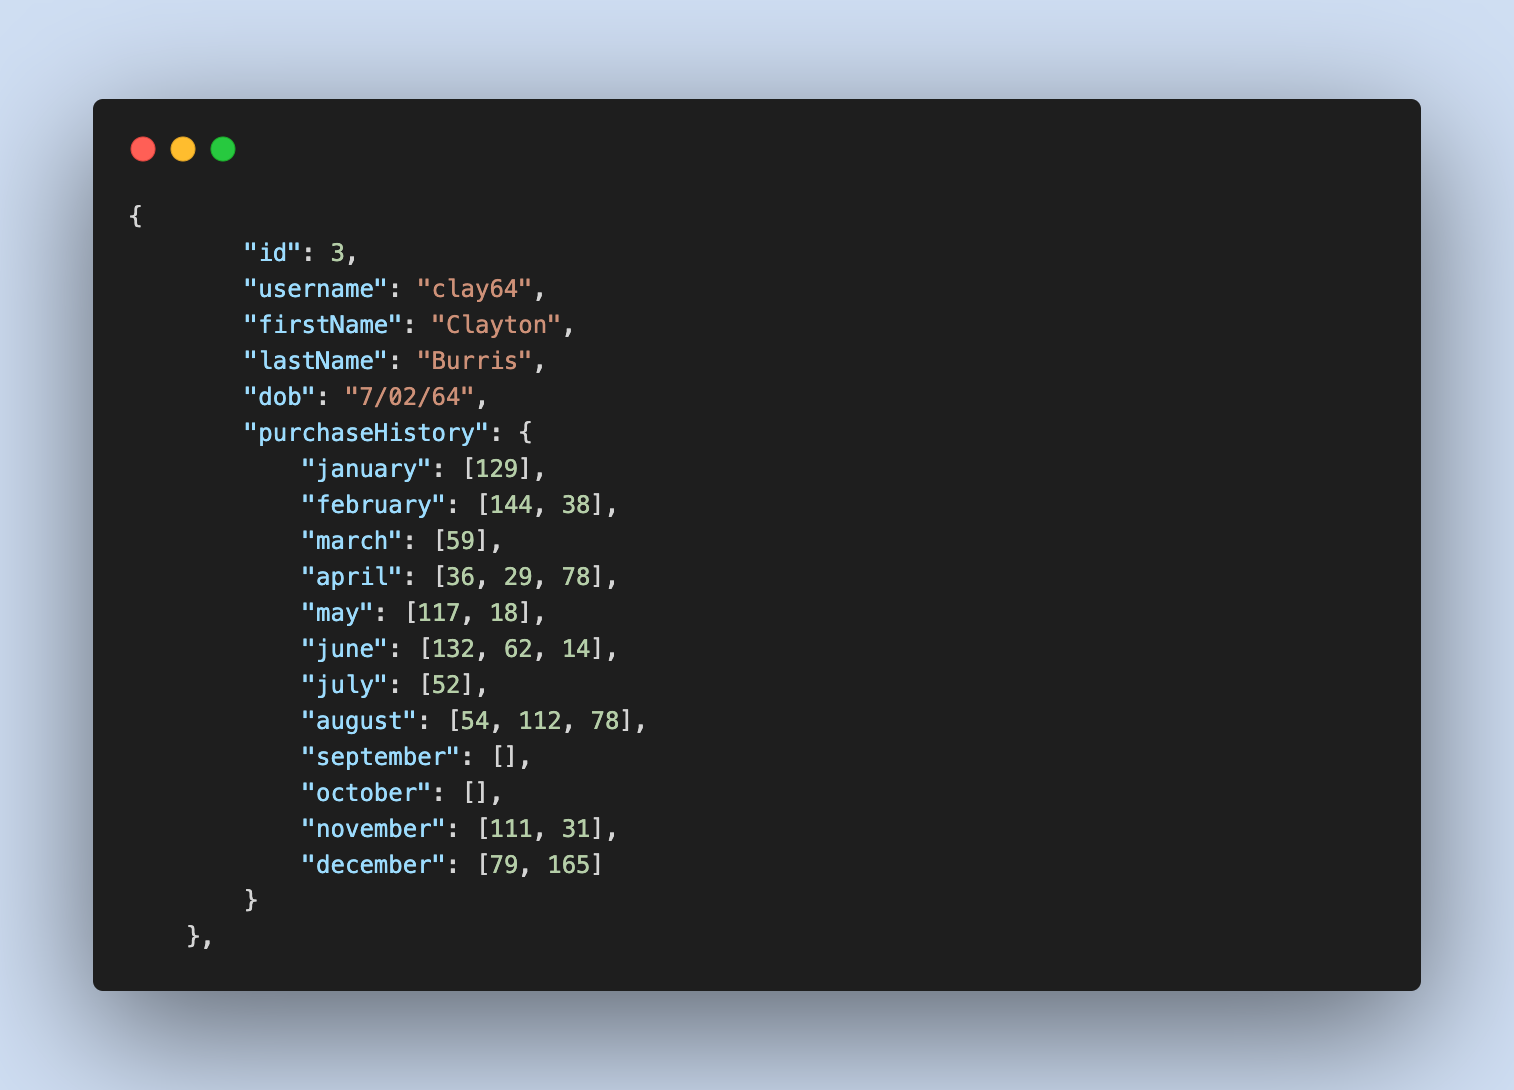 {
"id": 3,
"username": "clay64",
"firstName": "Clayton",
"lastName": "Burris",
"dob": "7/02/64",
"purchaseHistory": {
"january": [129],
"february": [144, 38],
"march": [59],
"april": [36, 29, 78],
"may": [117, 18],
"june": [132, 62, 14],
"july": [52],
"august": [54, 112, 78],
"september": [],
"october": [],
"november": [111, 31],
"december": [79, 165]
}
},